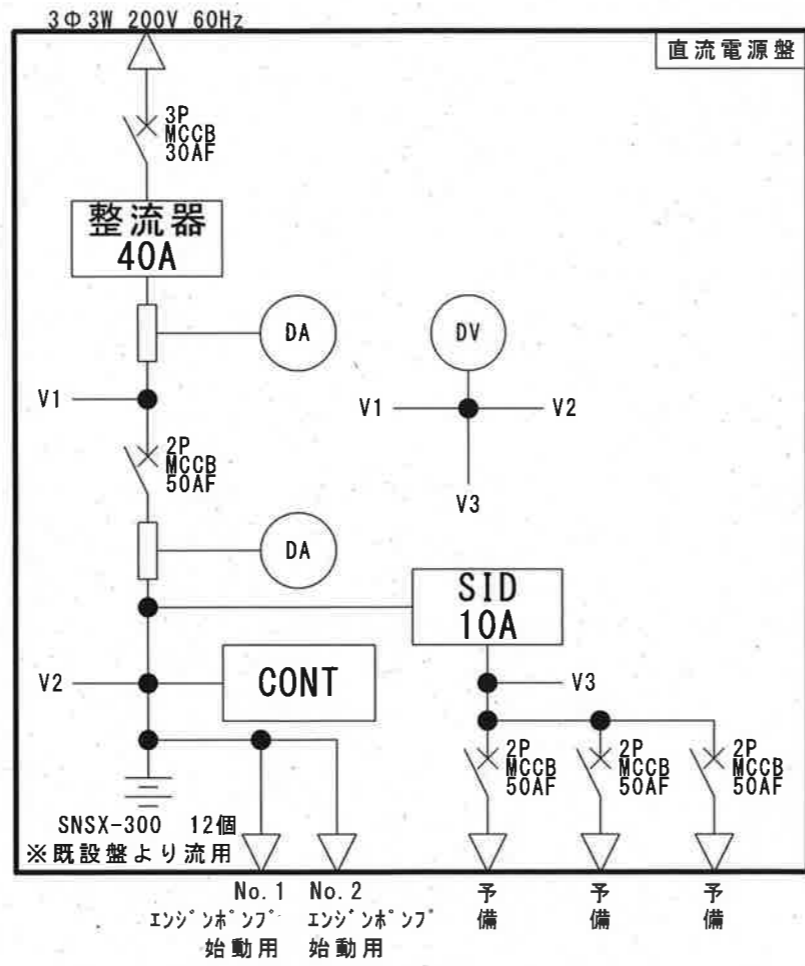 3Φ3W 200V 60Hz
直流電源盤
3P
MCCB
30AF
整流器
40A
DA
DV
V1
V1
V2
V3
2P
MCCB
50AF
DA
SID
10A
V2
CONT
V3
2P
MCCB
50AF
2P
MCCB
50AF
2P
MCCB
50AF
SNSX-300 12個
※既設盤より流用
No.1
エンジンポンプ
始動用
No.2
エンジンポンプ
始動用
予
備
予
備
予
備